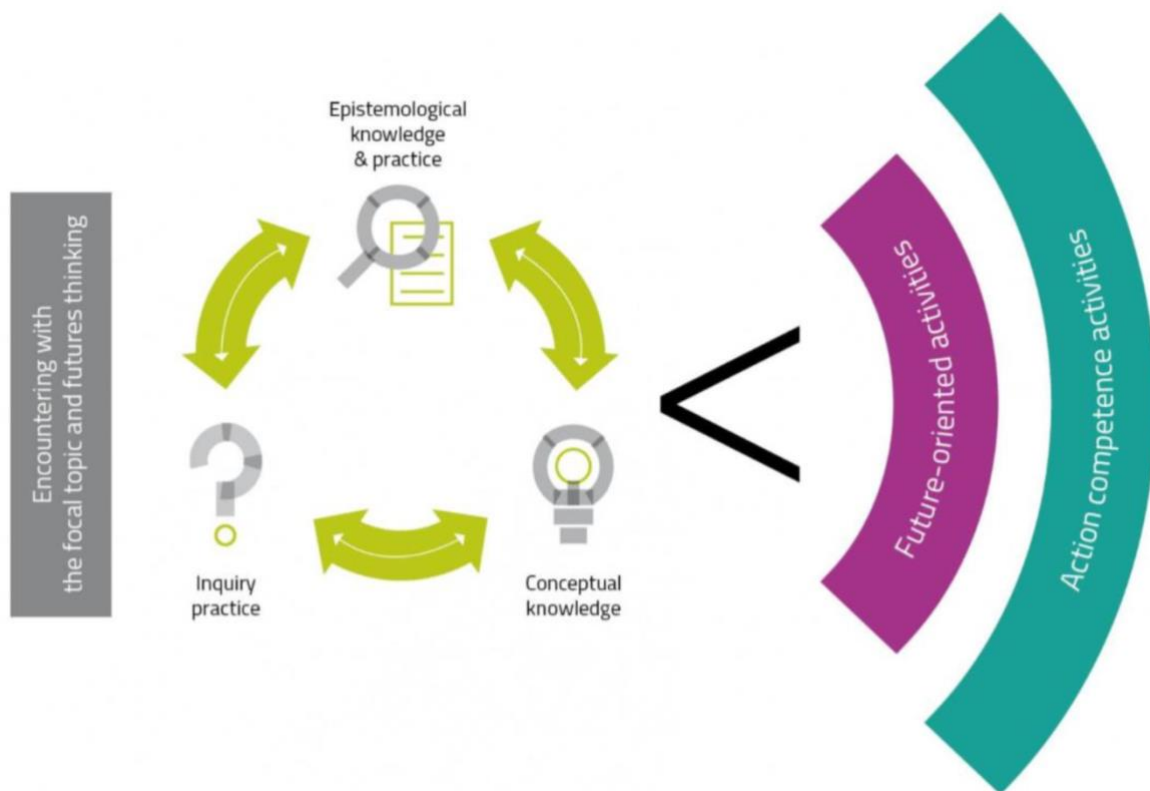 Encountering with
the focal topic and futures thinking
Epistemological
knowledge
& practice
Inquiry
practice
Conceptual
knowledge
Future-oriented activities
Action competence activities